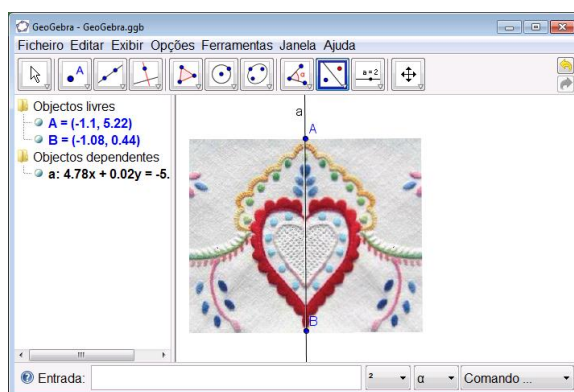 GeoGebra - GeoGebra.ggb
Ficheiro Editar Exibir Opções Ferramentas Janela Ajuda
A
α
a=2
Objectos livres
A = (-1.1, 5.22)
B = (-1.08, 0.44)
Objectos dependentes
a: 4.78x + 0.02y = -5.
a
A
B
Entrada:
²
α
Comando ...